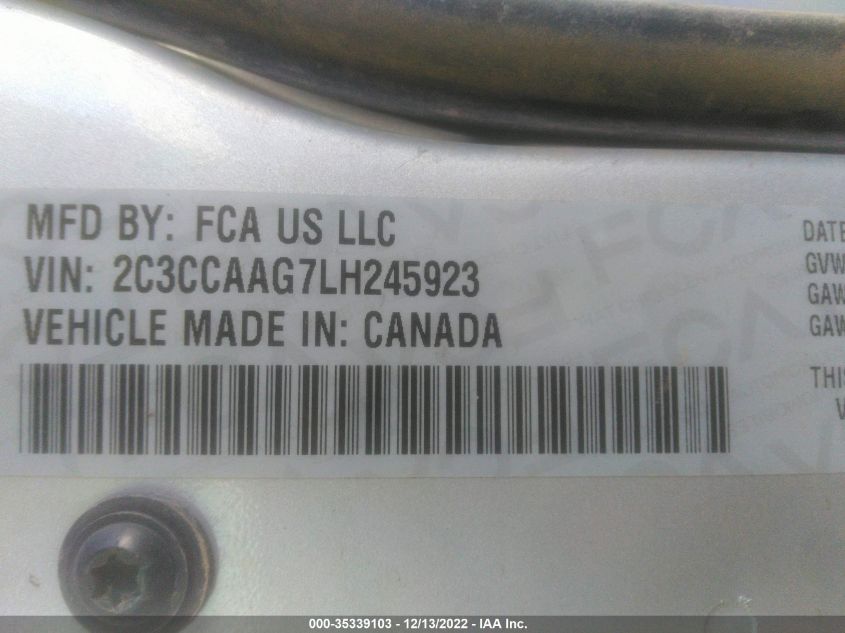 MFD BY: FCA US LLC
VIN: 2C3CCAAG7LH245923
VEHICLE MADE IN: CANADA
DATE
GVW
GAW
GAW
THIS
000-35339103 - 12/13/2022 - IAA Inc.